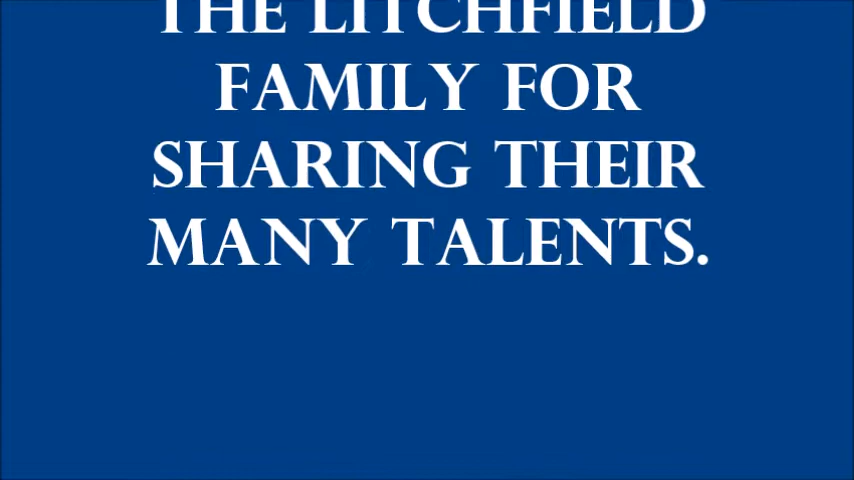 THE LITCHFIELD
FAMILY FOR
SHARING THEIR
MANY TALENTS.